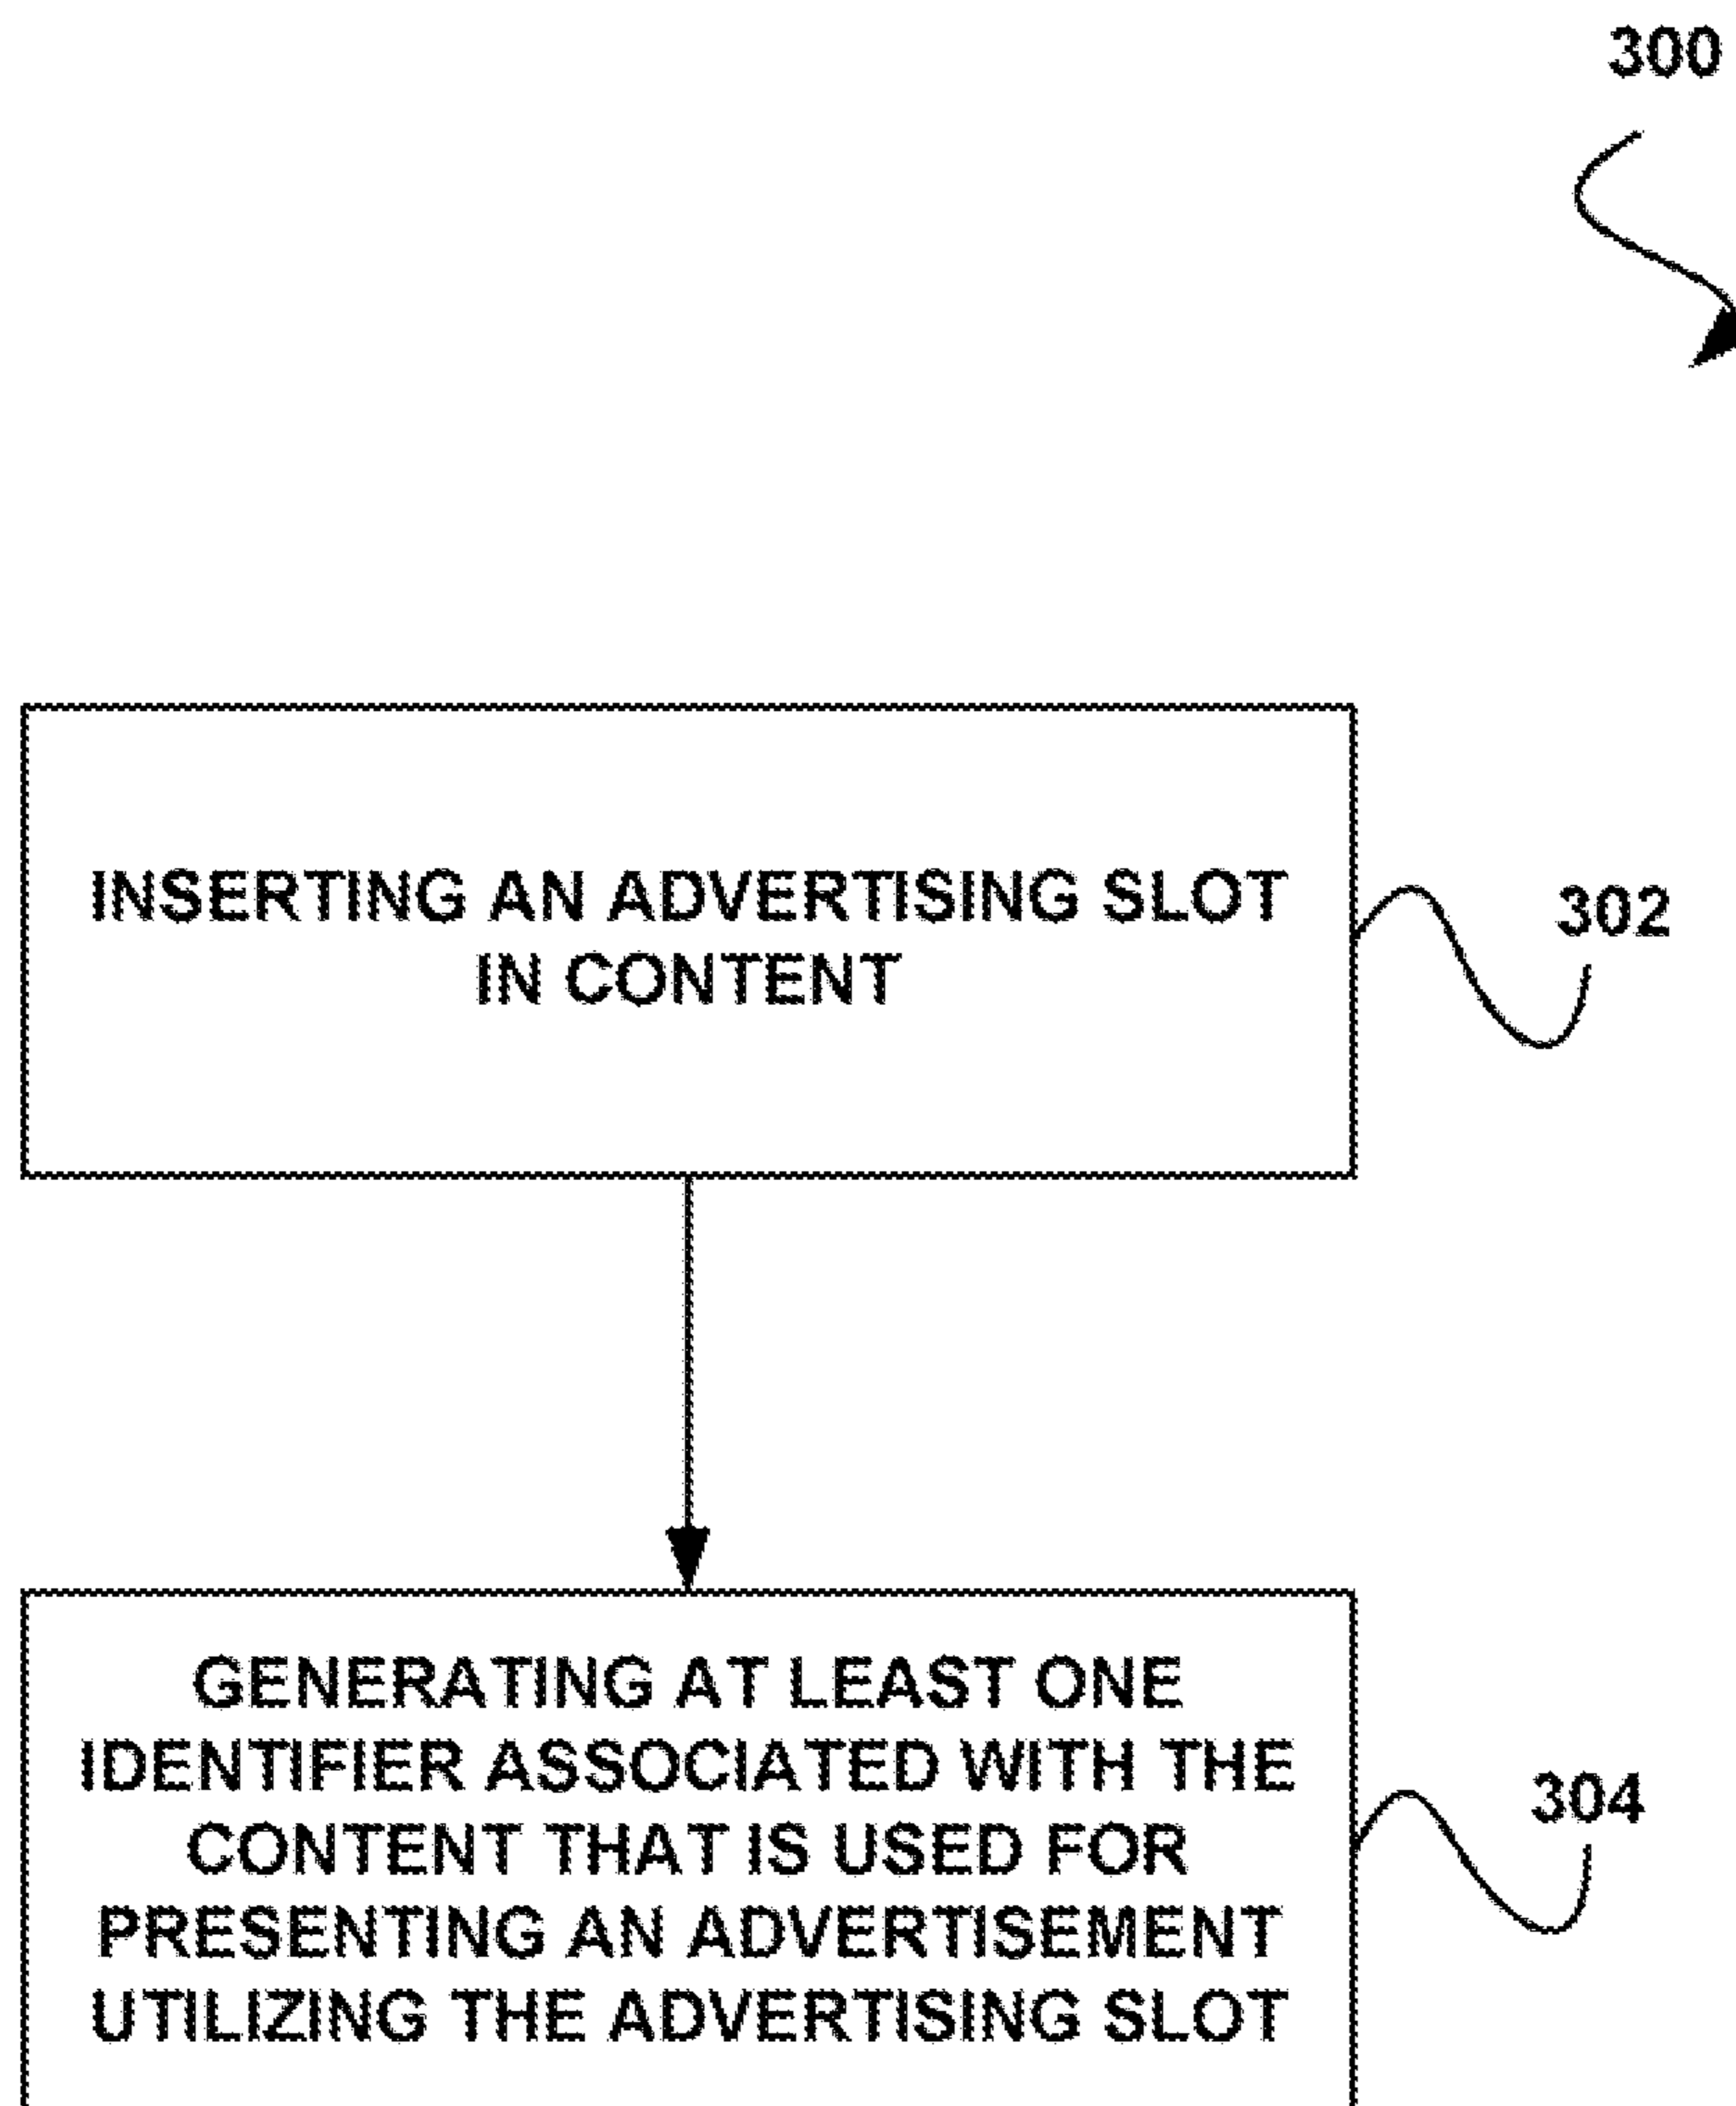 300
INSERTING AN ADVERTISING SLOT
IN CONTENT
302
GENERATING AT LEAST ONE
IDENTIFIER ASSOCIATED WITH THE
CONTENT THAT IS USED FOR
PRESENTING AN ADVERTISEMENT
UTILIZING THE ADVERTISING SLOT
304